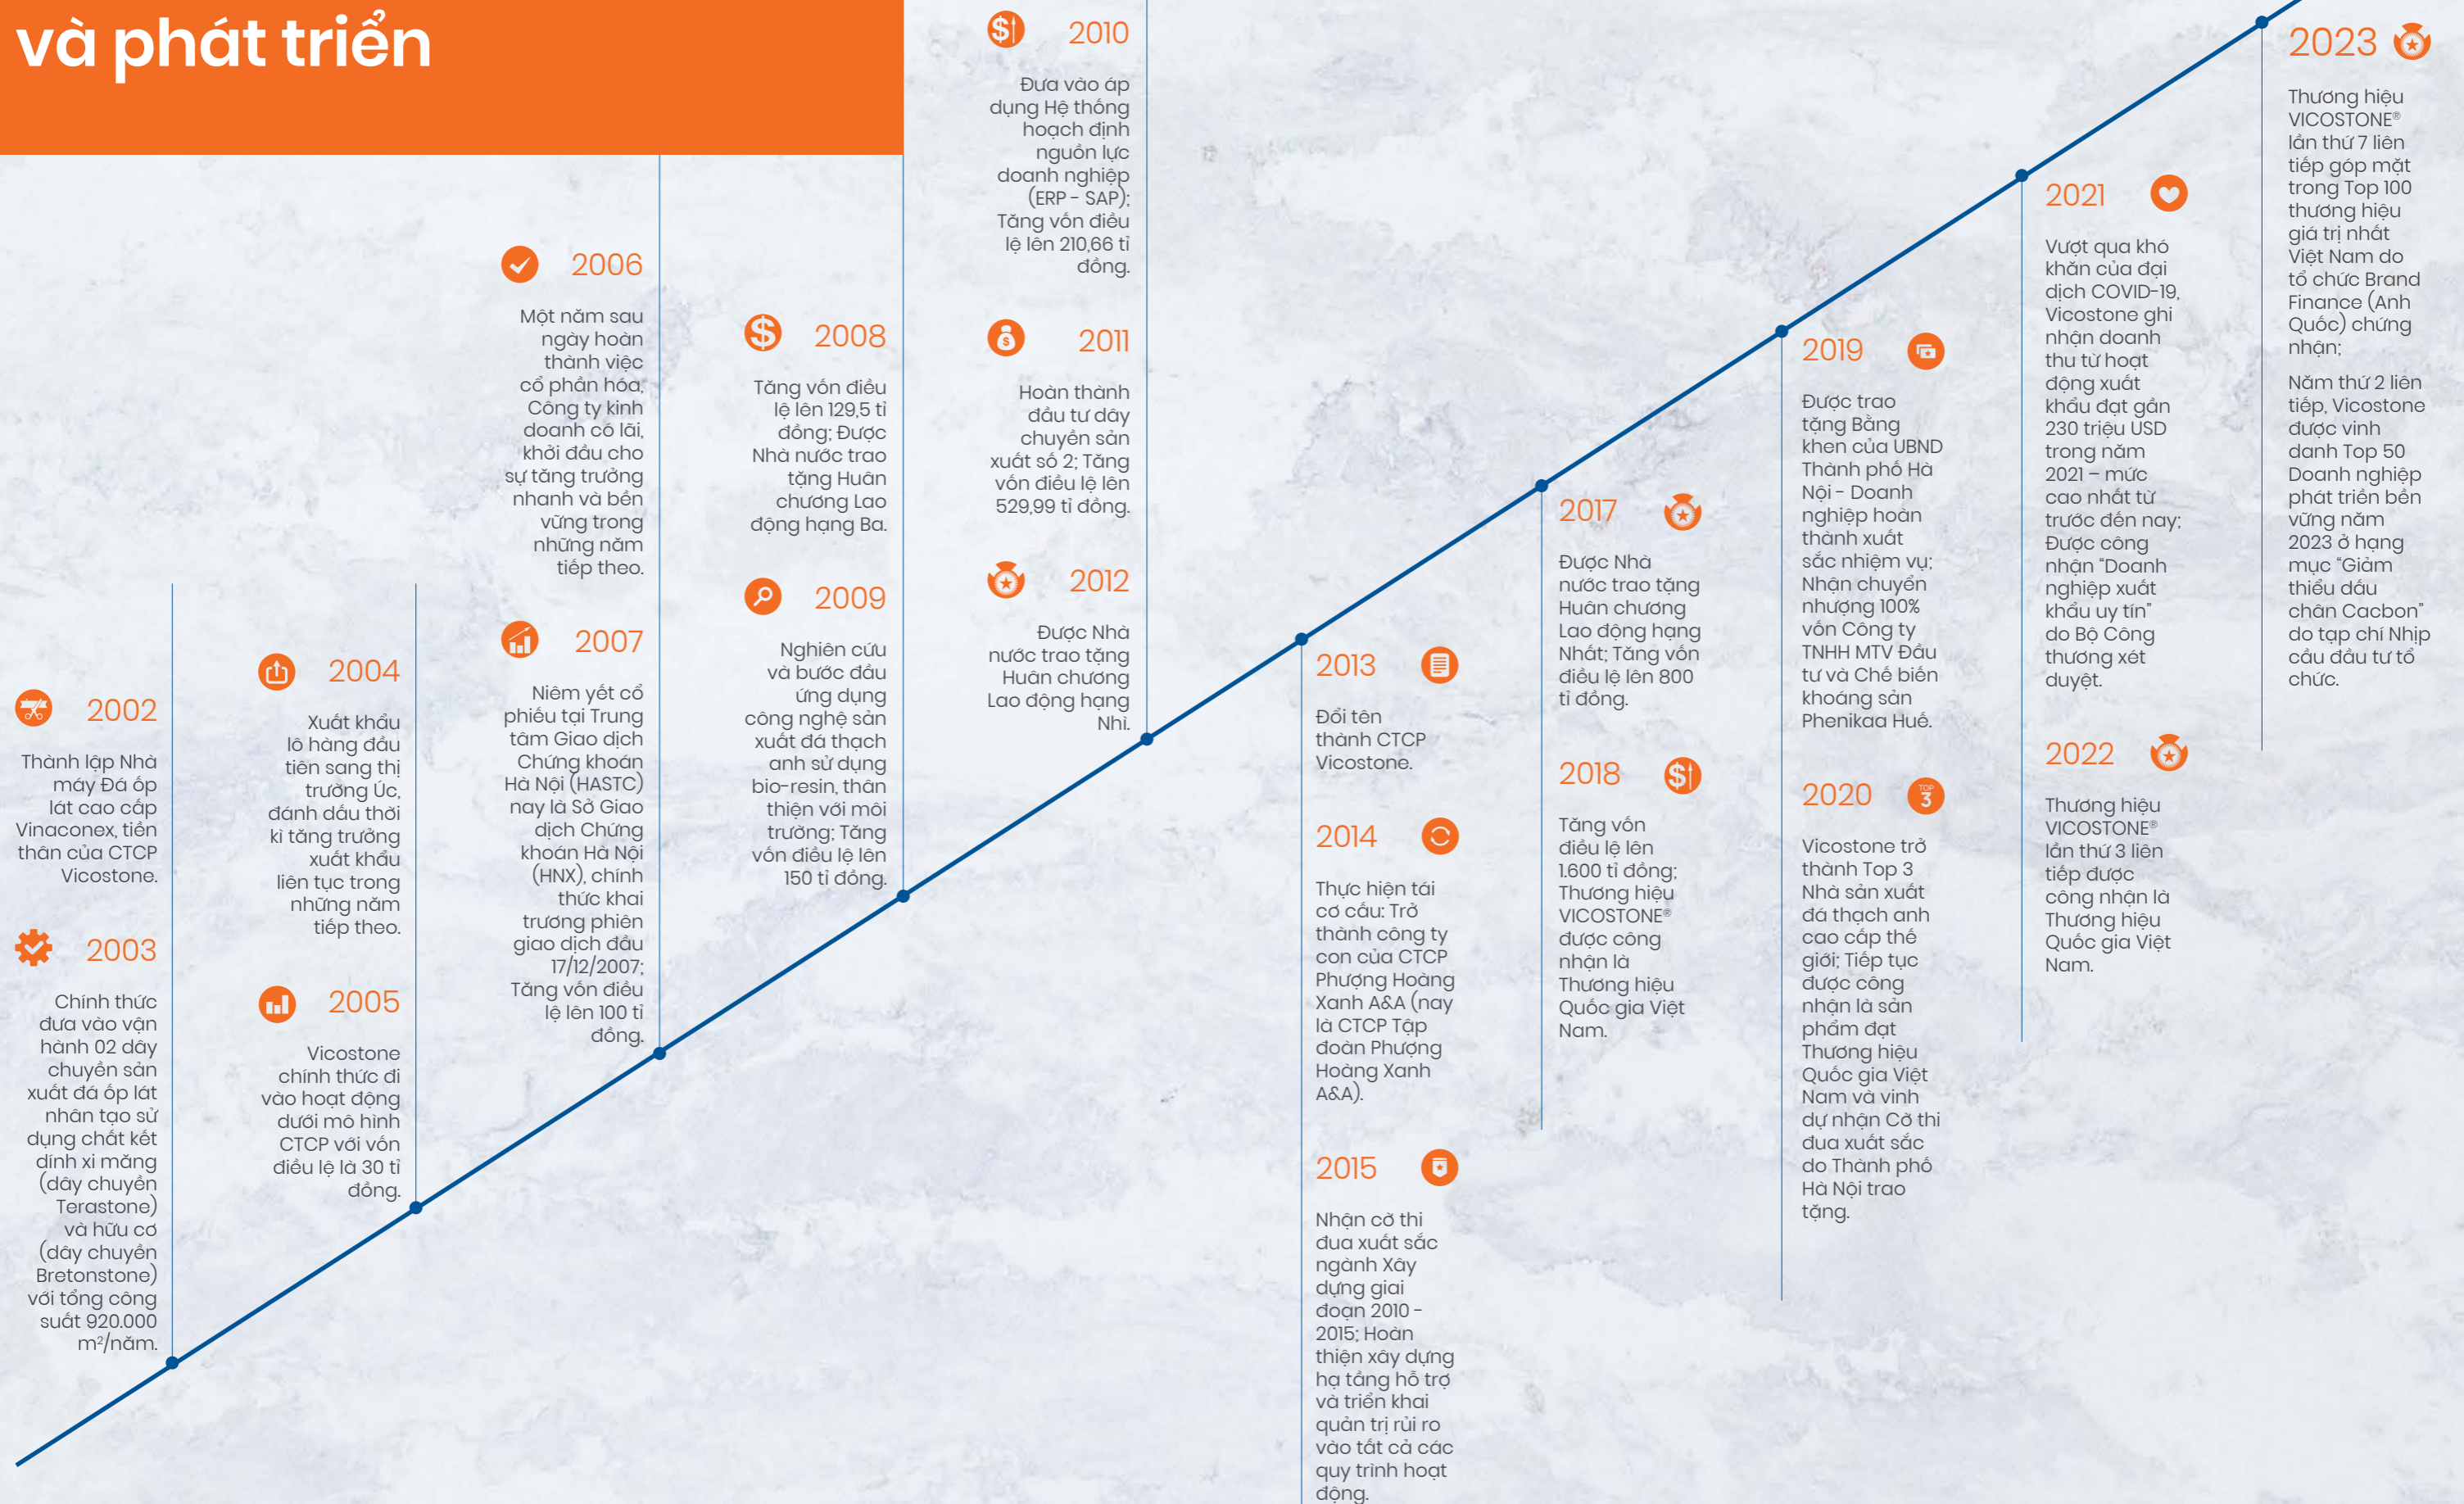 và phát triển
2002
Thành lập Nhà
máy Đá ốp
lát cao cấp
Vinaconex, tiền
thân của CTCP
Vicostone.
2003
Chính thức
đưa vào vận
hành 02 dây
chuyền sản
xuất đá ốp lát
nhân tạo sử
dụng chất kết
dính xi măng
(dây chuyền
Terastone)
và hữu cơ
(dây chuyền
Bretonstone)
với tổng công
suất 920.000
m²/năm.
2004
Xuất khẩu
lô hàng đầu
tiên sang thị
trường Úc,
đánh dấu thời
kì tăng trưởng
xuất khẩu
liên tục trong
những năm
tiếp theo.
2005
Vicostone
chính thức đi
vào hoạt động
dưới mô hình
CTCP với vốn
điều lệ là 30 tỉ
đồng.
2006
Một năm sau
ngày hoàn
thành việc
cổ phần hóa,
Công ty kinh
doanh có lãi,
khởi đầu cho
sự tăng trưởng
nhanh và bền
vững trong
những năm
tiếp theo.
2007
Niêm yết cổ
phiếu tại Trung
tâm Giao dịch
Chứng khoán
Hà Nội (HASTC)
nay là Sở Giao
dịch Chứng
khoán Hà Nội
(HNX), chính
thức khai
trương phiên
giao dịch đầu
17/12/2007;
Tăng vốn điều
lệ lên 100 tỉ
đồng.
2008
Tăng vốn điều
lệ lên 129,5 tỉ
đồng; Được
Nhà nước trao
tặng Huân
chương Lao
động hạng Ba.
2009
Nghiên cứu
và bước đầu
ứng dụng
công nghệ sản
xuất đá thạch
anh sử dụng
bio-resin, thân
thiện với môi
trường; Tăng
vốn điều lệ lên
150 tỉ đồng.
2010
Đưa vào áp
dụng Hệ thống
hoạch định
nguồn lực
doanh nghiệp
(ERP - SAP);
Tăng vốn điều
lệ lên 210,66 tỉ
đồng.
2011
Hoàn thành
đầu tư dây
chuyền sản
xuất số 2; Tăng
vốn điều lệ lên
529,99 tỉ đồng.
2012
Được Nhà
nước trao tặng
Huân chương
Lao động hạng
Nhì.
2013
Đổi tên
thành CTCP
Vicostone.
2014
Thực hiện tái
cơ cấu: Trở
thành công ty
con của CTCP
Phượng Hoàng
Xanh A&A (nay
là CTCP Tập
đoàn Phượng
Hoàng Xanh
A&A).
2015
Nhận cờ thi
đua xuất sắc
ngành Xây
dựng giai
đoạn 2010 -
2015; Hoàn
thiện xây dựng
hạ tầng hỗ trợ
và triển khai
quản trị rủi ro
vào tất cả các
quy trình hoạt
động.
2017
Được Nhà
nước trao tặng
Huân chương
Lao động hạng
Nhất; Tăng vốn
điều lệ lên 800
tỉ đồng.
2018
Tăng vốn
điều lệ lên
1.600 tỉ đồng;
Thương hiệu
VICOSTONE®
được công
nhận là
Thương hiệu
Quốc gia Việt
Nam.
2019
Được trao
tặng Bằng
khen của UBND
Thành phố Hà
Nội - Doanh
nghiệp hoàn
thành xuất
sắc nhiệm vụ;
Nhận chuyển
nhượng 100%
vốn Công ty
TNHH MTV Đầu
tư và Chế biến
khoáng sản
Phenikaa Huế.
2020
TOP
3
Vicostone trở
thành Top 3
Nhà sản xuất
đá thạch anh
cao cấp thế
giới; Tiếp tục
được công
nhận là sản
phẩm đạt
Thương hiệu
Quốc gia Việt
Nam và vinh
dự nhận Cờ thi
đua xuất sắc
do Thành phố
Hà Nội trao
tặng.
2021
Vượt qua khó
khăn của đại
dịch COVID-19,
Vicostone ghi
nhận doanh
thu từ hoạt
động xuất
khẩu đạt gần
230 triệu USD
trong năm
2021 – mức
cao nhất từ
trước đến nay;
Được công
nhận “Doanh
nghiệp xuất
khẩu uy tín”
do Bộ Công
thương xét
duyệt.
2022
Thương hiệu
VICOSTONE®
lần thứ 3 liên
tiếp được
công nhận là
Thương hiệu
Quốc gia Việt
Nam.
2023
Thương hiệu
VICOSTONE®
lần thứ 7 liên
tiếp góp mặt
trong Top 100
thương hiệu
giá trị nhất
Việt Nam do
tổ chức Brand
Finance (Anh
Quốc) chứng
nhận;
Năm thứ 2 liên
tiếp, Vicostone
được vinh
danh Top 50
Doanh nghiệp
phát triển bền
vững năm
2023 ở hạng
mục “Giảm
thiểu dấu
chân Cacbon”
do tạp chí Nhịp
cầu đầu tư tổ
chức.